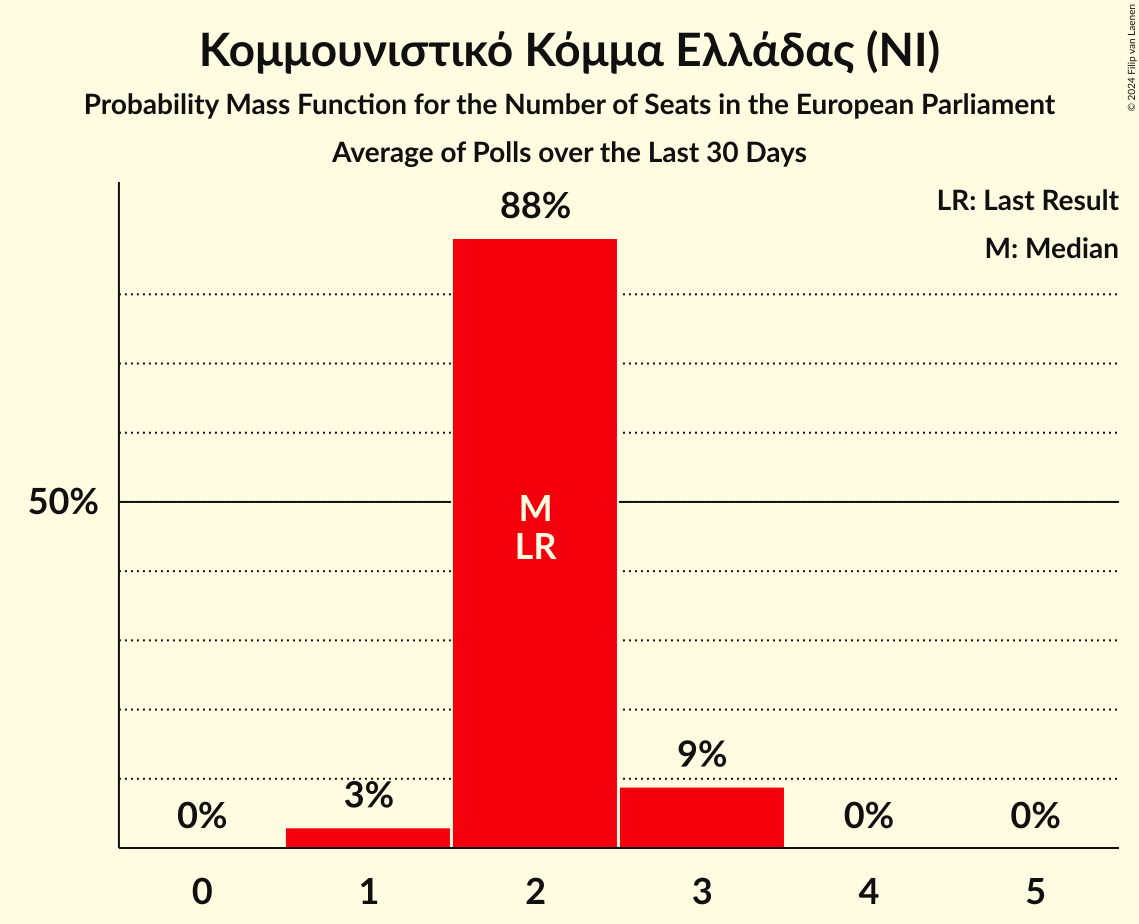 Κομμουνιστικό Κόμμα Ελλάδας (NI)
Probability Mass Function for the Number of Seats in the European Parliament
Average of Polls over the Last 30 Days
© 2024 Filip van Laenen
LR: Last Result
M: Median
88%
50%
M
LR
9%
3%
0%
0%
0%
0 1 2 3 4 5